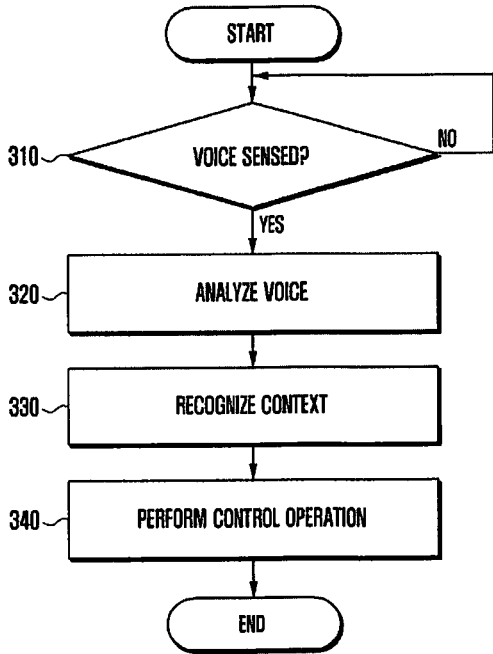 START
310
VOICE SENSED?
NO
YES
320
ANALYZE VOICE
330
RECOGNIZE CONTEXT
340
PERFORM CONTROL OPERATION
END